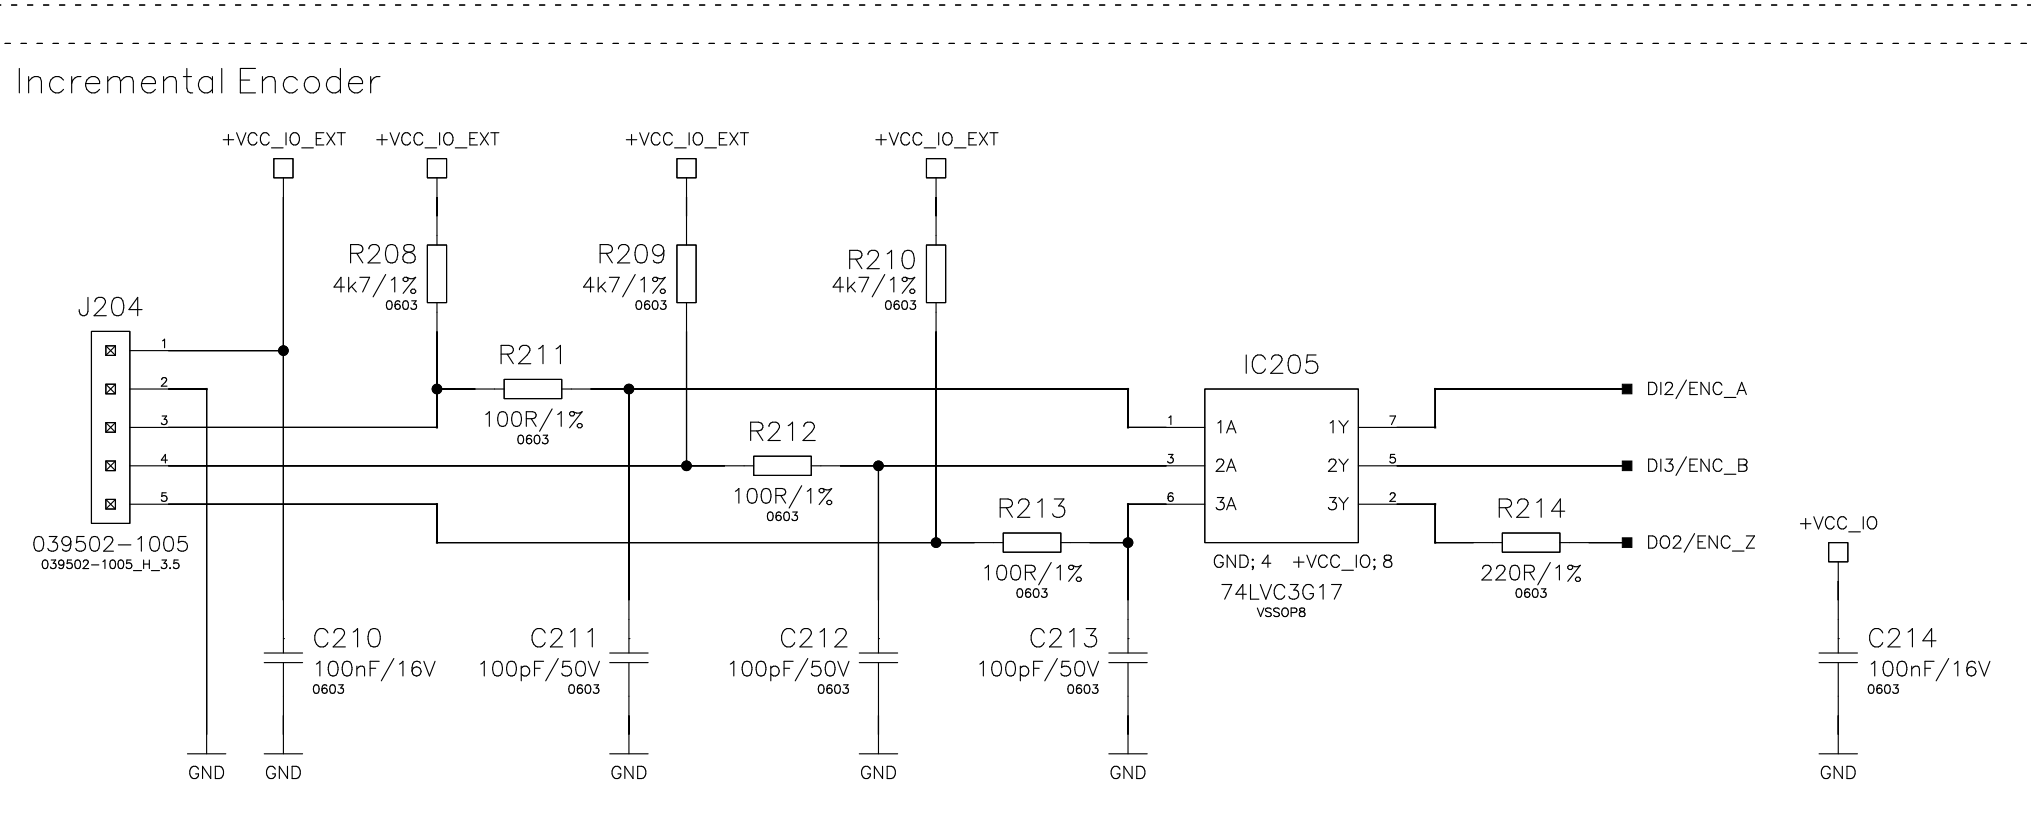 Incremental Encoder
+VCC_IO_EXT
+VCC_IO_EXT
+VCC_IO_EXT
+VCC_IO_EXT
R208
4k7/1%
0603
R209
4k7/1%
0603
R210
4k7/1%
0603
J204
1
2
3
4
5
039502-1005
039502-1005_H_3.5
R211
100R/1%
0603
R212
100R/1%
0603
R213
100R/1%
0603
IC205
1
1A
1Y
7
3
2A
2Y
5
6
3A
3Y
2
GND; 4 +VCC_IO; 8
74LVC3G17
VSSOP8
DI2/ENC_A
DI3/ENC_B
R214
220R/1%
0603
DO2/ENC_Z
+VCC_IO
C210
100nF/16V
0603
C211
100pF/50V
0603
C212
100pF/50V
0603
C213
100pF/50V
0603
C214
100nF/16V
0603
GND
GND
GND
GND
GND
GND